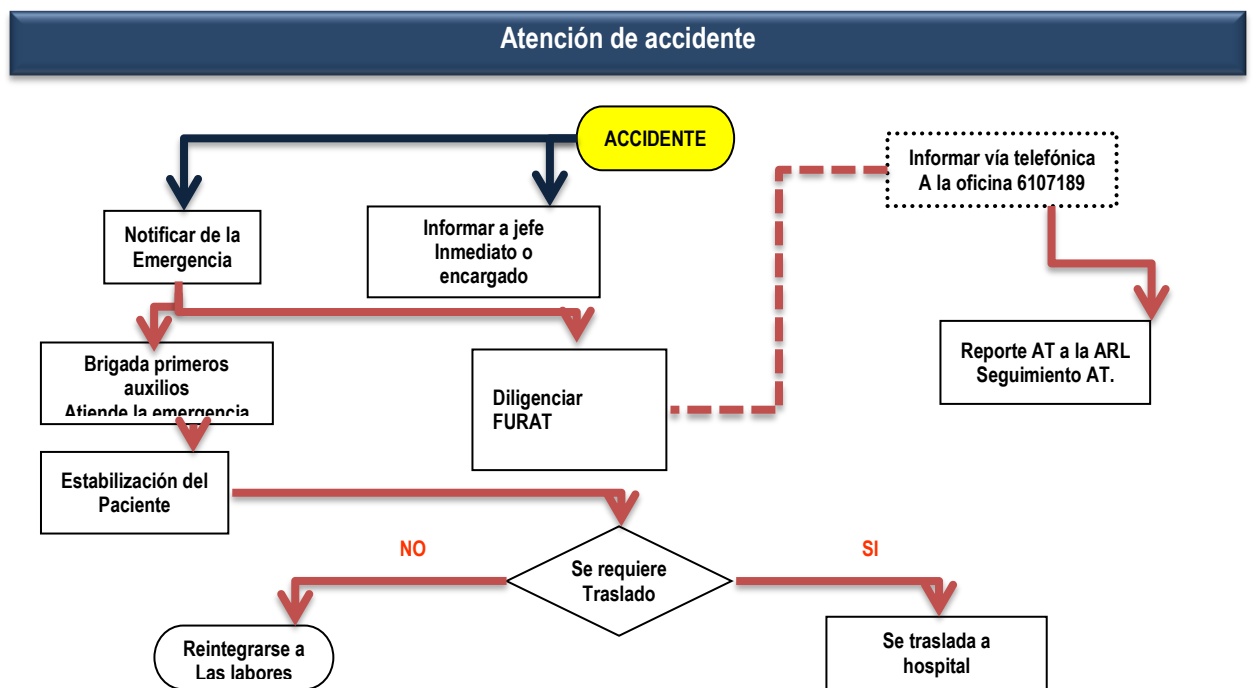 Atención de accidente
ACCIDENTE
Informar vía telefónica
A la oficina 6107189
Notificar de la
Emergencia
Informar a jefe
Inmediato o
encargado
Brigada primeros
auxilios
Atiende la emergencia
Diligenciar
FURAT
Reporte AT a la ARL
Seguimiento AT.
Estabilización del
Paciente
NO
SI
Se requiere
Traslado
Reintegrarse a
Las labores
Se traslada a
hospital